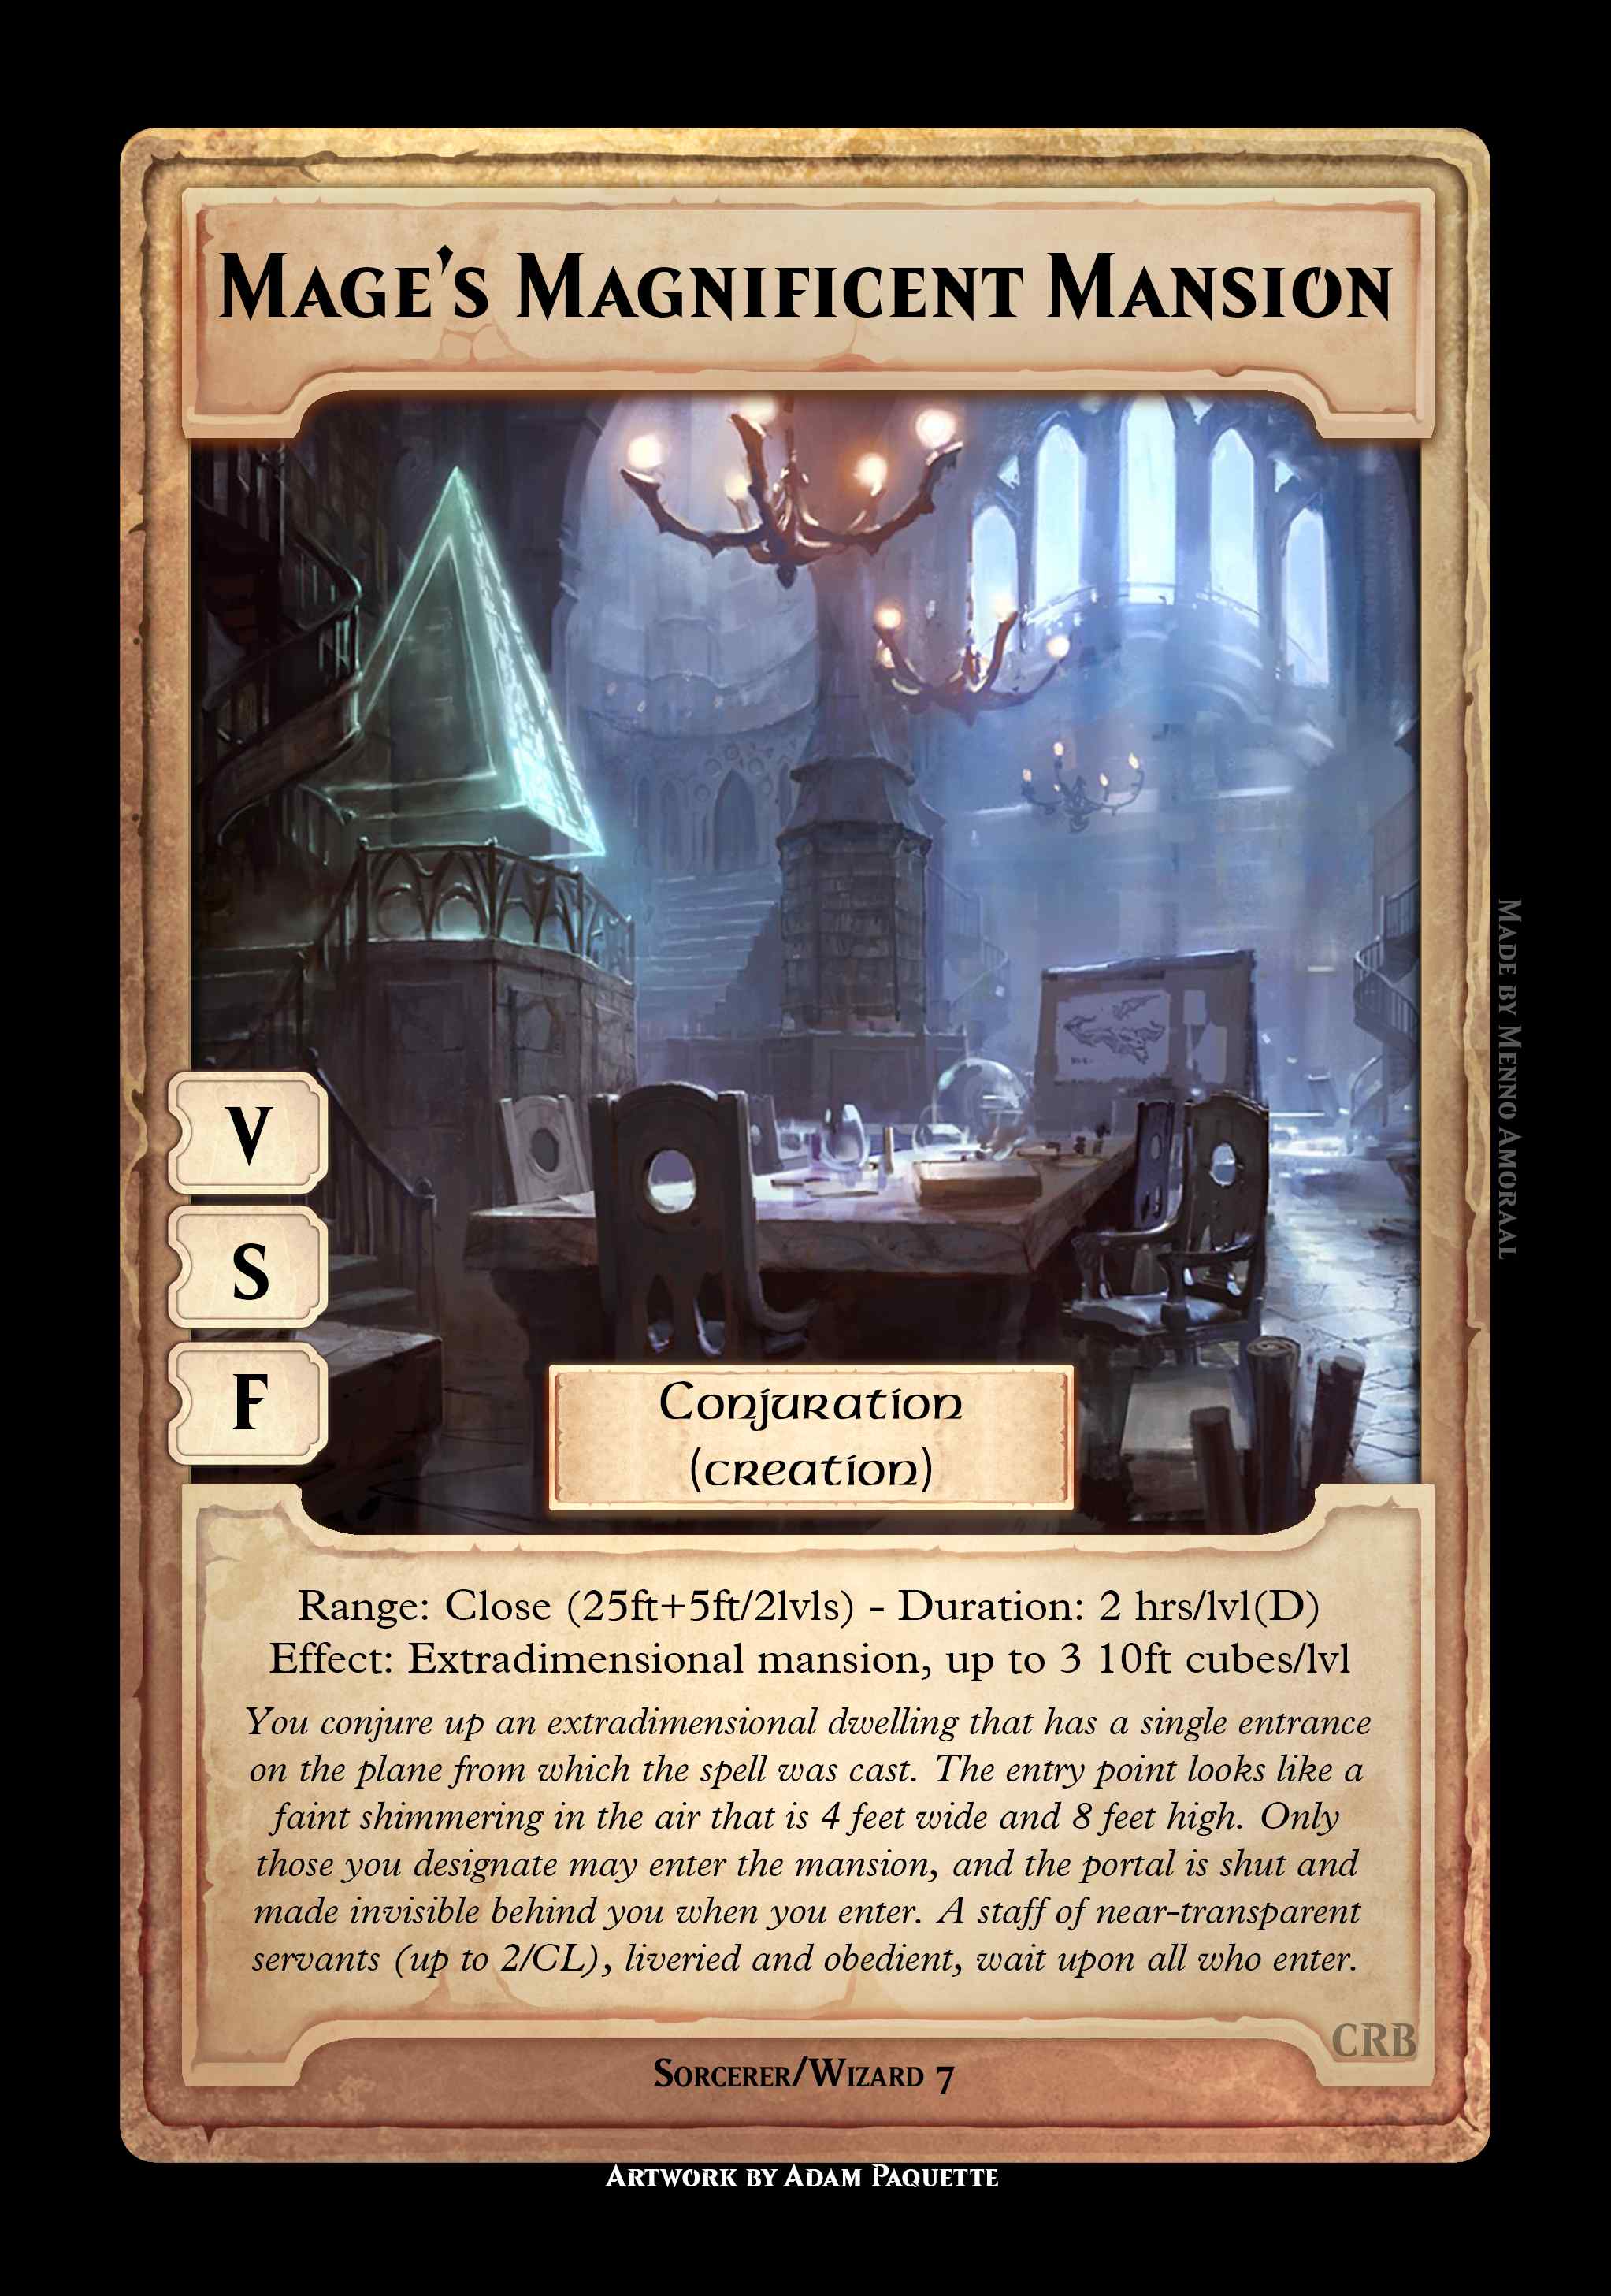 Mage's Magnificent Mansion
V
S
F
Conjuration
(creation)
Range: Close (25ft+5ft/2lvls) - Duration: 2 hrs/lvl(D)
Effect: Extradimensional mansion, up to 3 10ft cubes/lvl
You conjure up an extradimensional dwelling that has a single entrance
on the plane from which the spell was cast. The entry point looks like a
faint shimmering in the air that is 4 feet wide and 8 feet high. Only
those you designate may enter the mansion, and the portal is shut and
made invisible behind you when you enter. A staff of near-transparent
servants (up to 2/CL), liveried and obedient, wait upon all who enter.
CRB
Sorcerer/Wizard 7
Artwork by Adam Paquette
Made by Menno Amoraal